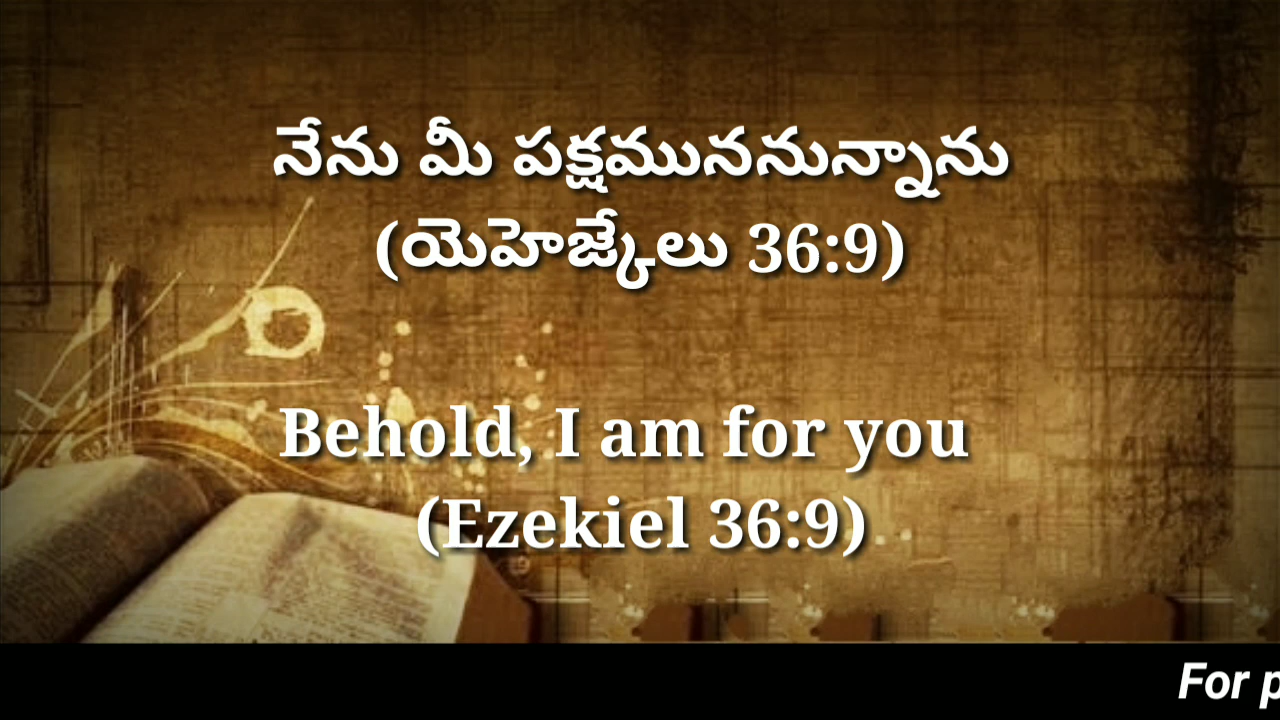 నేను మీ పక్షముననున్నాను
(యెహెజ్కేలు 36:9)
Behold, I am for you
(Ezekiel 36:9)
For